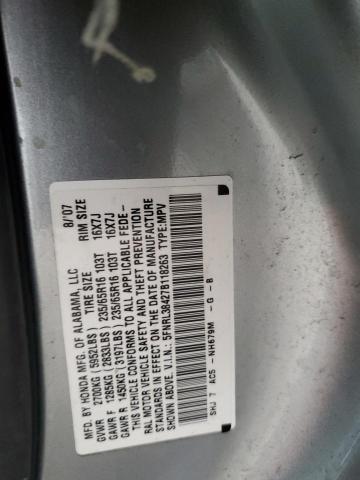 MFD. BY HONDA MFG. OF ALABAMA, LLC 8/'07
TIRE SIZE RIM SIZE
GVWR 2700KG (5952LBS)
GAWR F 1285KG (2833LBS) 235/65R16 103T 16X7J
GAWR R 1450KG (3197LBS) 235/65R16 103T 16X7J
THIS VEHICLE CONFORMS TO ALL APPLICABLE FEDE-
RAL MOTOR VEHICLE SAFETY AND THEFT PREVENTION
STANDARDS IN EFFECT ON THE DATE OF MANUFACTURE
SHOWN ABOVE. V.I.N.: 5FNRL38427B118263 TYPE:MPV
SHJ 7 AC5 - NH679M - G - B